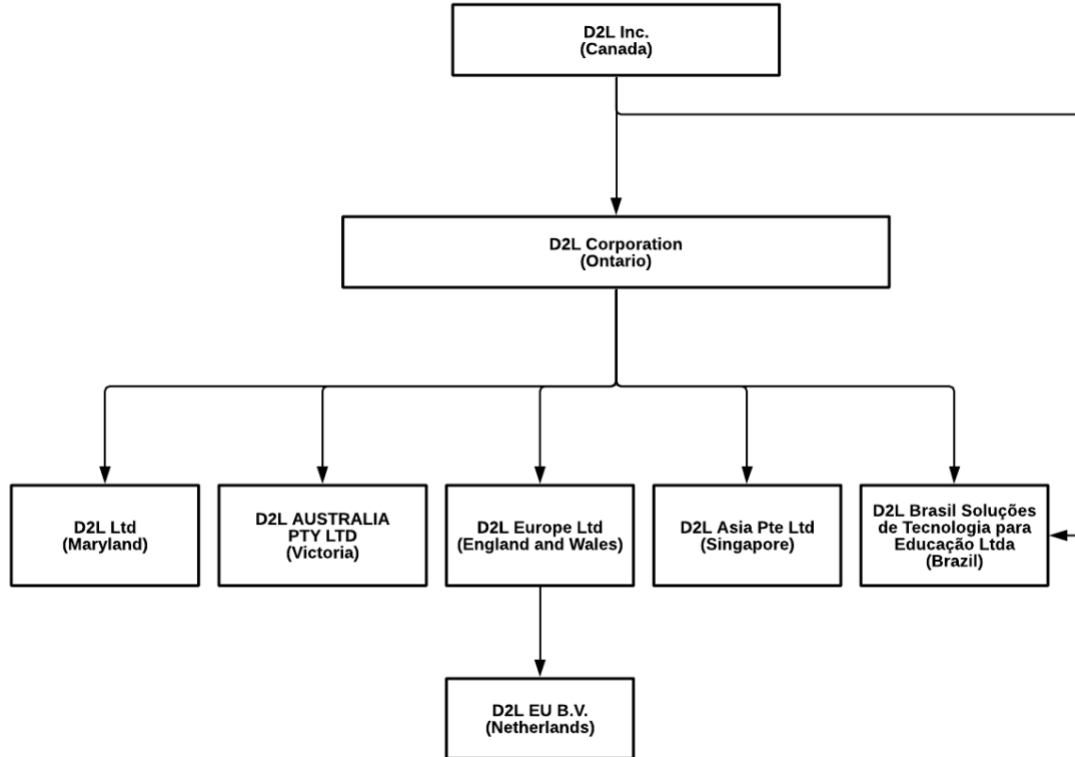 D2L Inc.
(Canada)
D2L Corporation
(Ontario)
D2L Ltd
(Maryland)
D2L AUSTRALIA
PTY LTD
(Victoria)
D2L Europe Ltd
(England and Wales)
D2L Asia Pte Ltd
(Singapore)
D2L Brasil Soluções
de Tecnologia para
Educação Ltda
(Brazil)
D2L EU B.V.
(Netherlands)